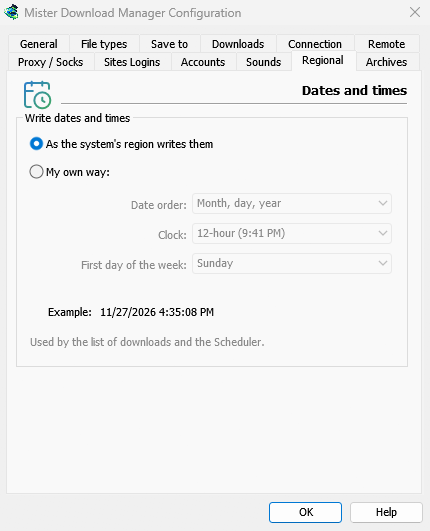 Mister Download Manager Configuration
General File types Save to Downloads Connection Remote
Proxy / Socks Sites Logins Accounts Sounds Regional Archives
Dates and times
Write dates and times
As the system's region writes them
My own way:
Date order: Month, day, year
Clock: 12-hour (9:41 PM)
First day of the week: Sunday
Example: 11/27/2026 4:35:08 PM
Used by the list of downloads and the Scheduler.
OK Help